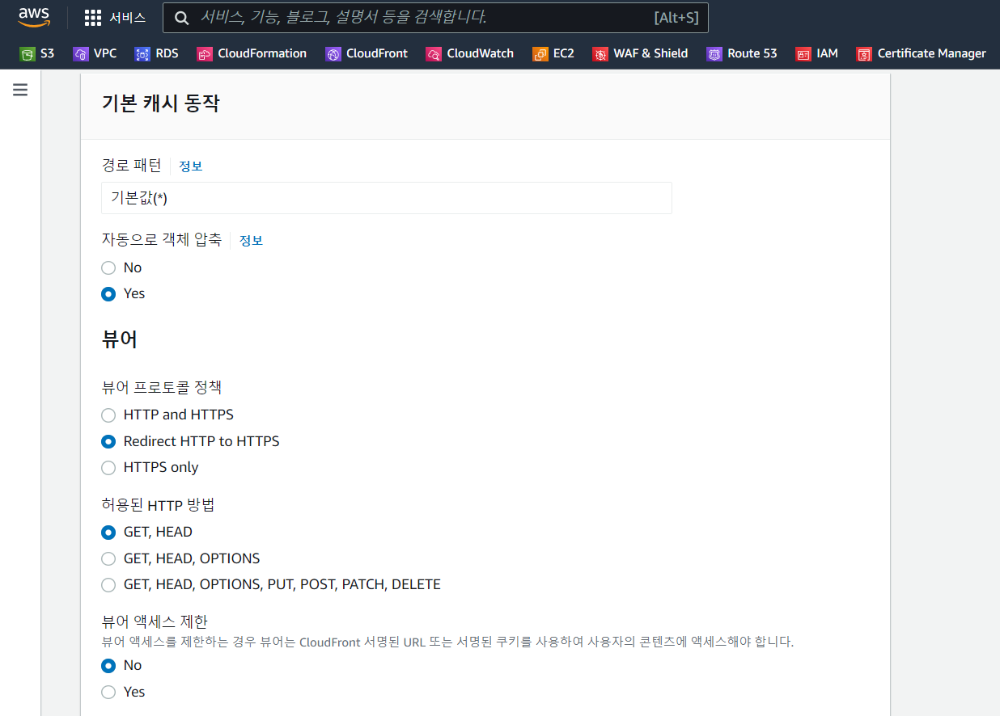 aws 서비스 서비스, 기능, 블로그, 설명서 등을 검색합니다. [Alt+S]
S3 VPC RDS CloudFormation CloudFront CloudWatch EC2 WAF & Shield Route 53 IAM Certificate Manager
기본 캐시 동작
경로 패턴 정보
기본값(*)
자동으로 객체 압축 정보
No
Yes
뷰어
뷰어 프로토콜 정책
HTTP and HTTPS
Redirect HTTP to HTTPS
HTTPS only
허용된 HTTP 방법
GET, HEAD
GET, HEAD, OPTIONS
GET, HEAD, OPTIONS, PUT, POST, PATCH, DELETE
뷰어 액세스 제한
뷰어 액세스를 제한하는 경우 뷰어는 CloudFront 서명된 URL 또는 서명된 쿠키를 사용하여 사용자의 콘텐츠에 액세스해야 합니다.
No
Yes